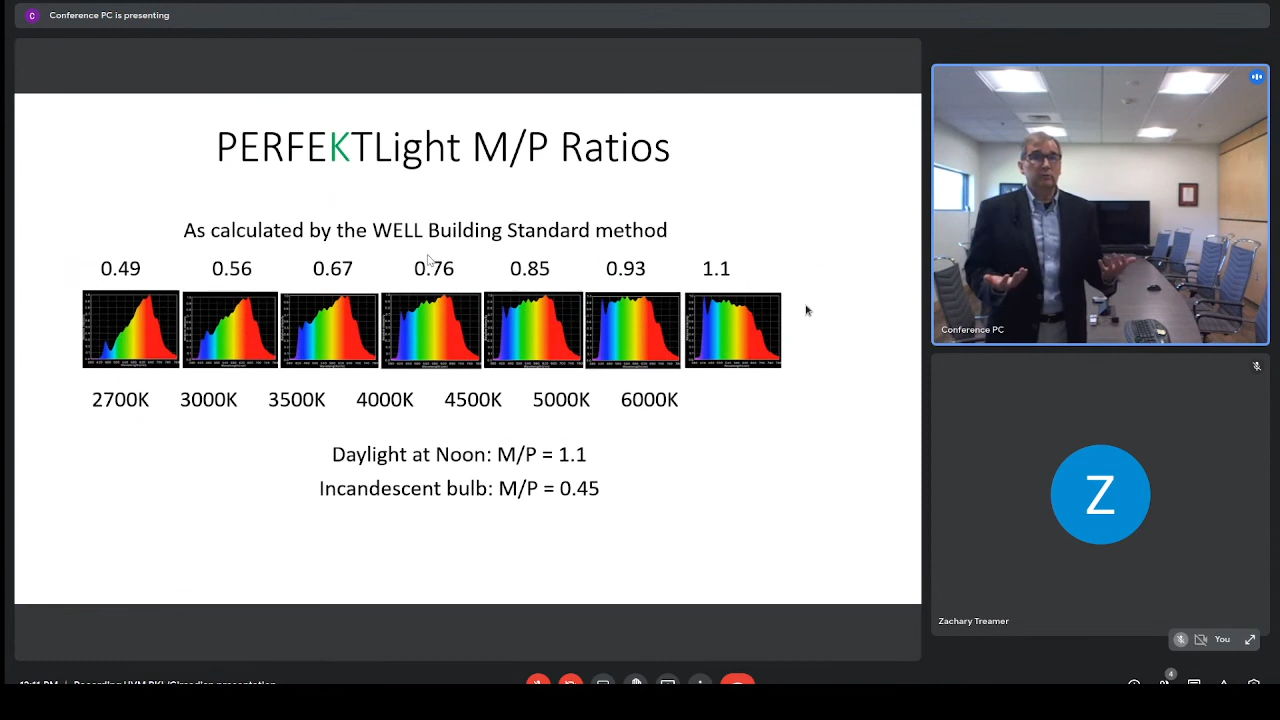 C Conference PC is presenting
PERFEKTLight M/P Ratios
As calculated by the WELL Building Standard method
0.49 0.56 0.67 0.76 0.85 0.93 1.1
2700K 3000K 3500K 4000K 4500K 5000K 6000K
Daylight at Noon: M/P = 1.1
Incandescent bulb: M/P = 0.45
Conference PC
Z
Zachary Treamer
You
4